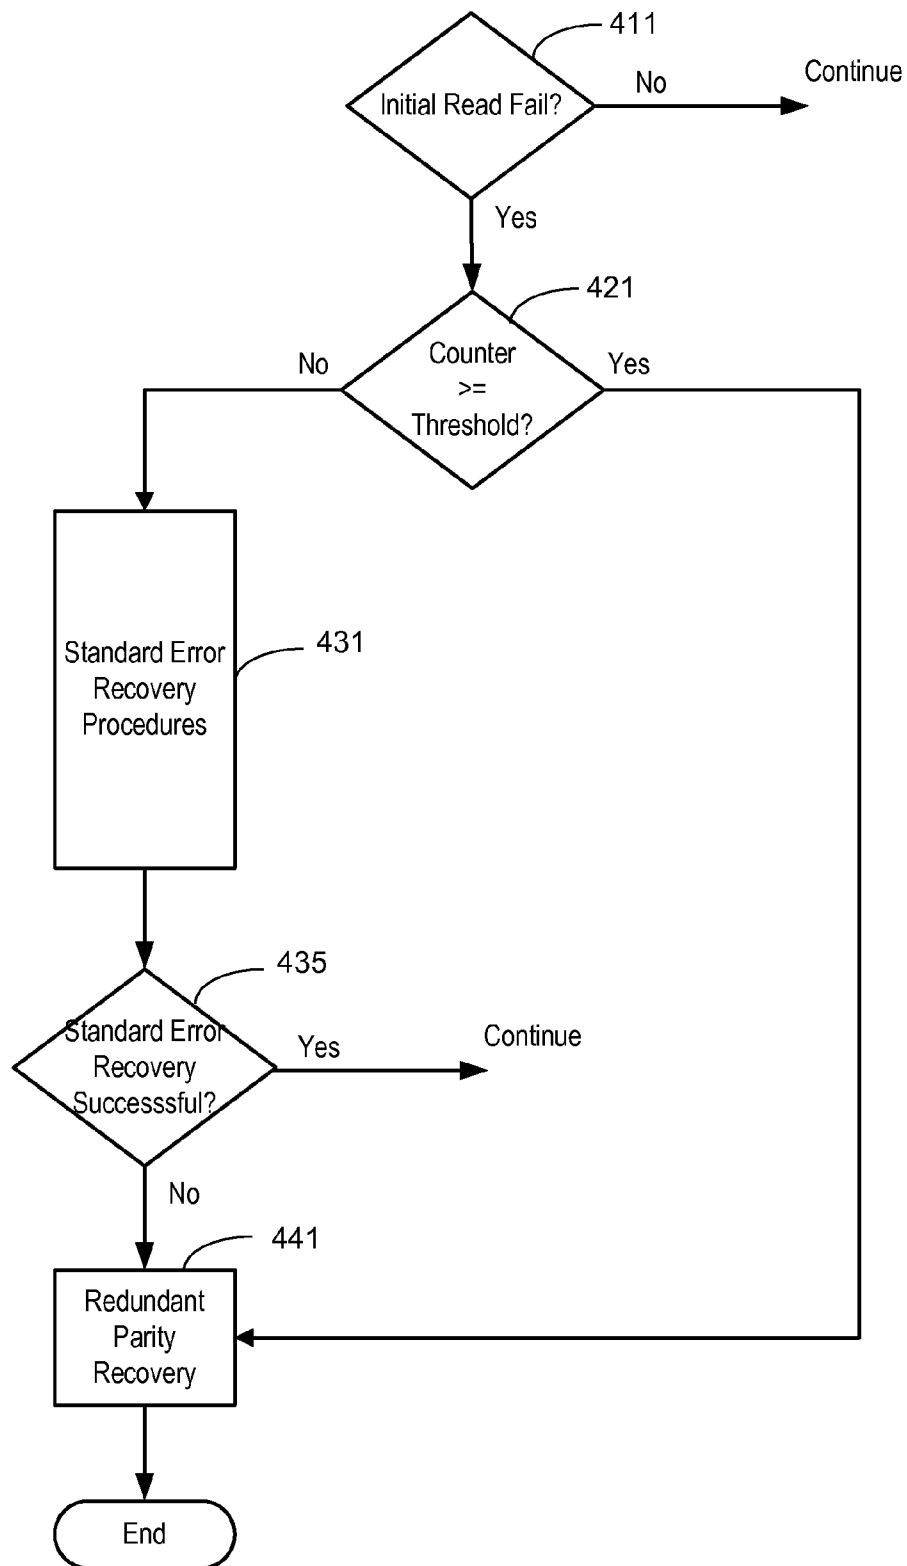 411
Initial Read Fail?
No
Continue
Yes
421
Counter
>=
Threshold?
No
Yes
Standard Error
Recovery
Procedures
431
435
Standard Error
Recovery
Successsful?
Yes
Continue
No
441
Redundant
Parity
Recovery
End